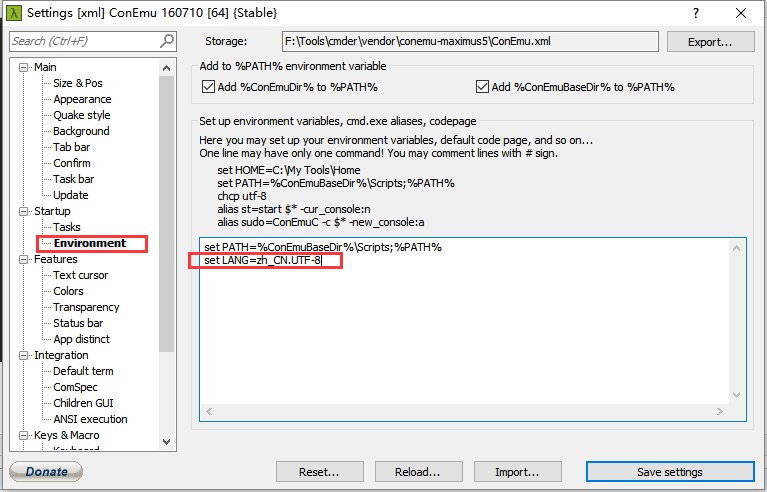 Settings [xml] ConEmu 160710 [64] {Stable}
Search (Ctrl+F)
Storage:
F:\Tools\cmder\vendor\conemu-maximus5\ConEmu.xml
Export...
Main
Size & Pos
Appearance
Quake style
Background
Tab bar
Confirm
Task bar
Update
Startup
Tasks
Environment
Features
Text cursor
Colors
Transparency
Status bar
App distinct
Integration
Default term
ComSpec
Children GUI
ANSI execution
Keys & Macro
Add to %PATH% environment variable
Add %ConEmuDir% to %PATH%
Add %ConEmuBaseDir% to %PATH%
Set up environment variables, cmd.exe aliases, codepage
Here you may set up your environment variables, default code page, and so on...
One line may have only one command! You may comment lines with # sign.
set HOME=C:\My Tools\Home
set PATH=%ConEmuBaseDir%\Scripts;%PATH%
chcp utf-8
alias st=start $* -cur_console:n
alias sudo=ConEmuC -c $* -new_console:a
set PATH=%ConEmuBaseDir%\Scripts;%PATH%
set LANG=zh_CN.UTF-8
Donate
Reset...
Reload...
Import...
Save settings